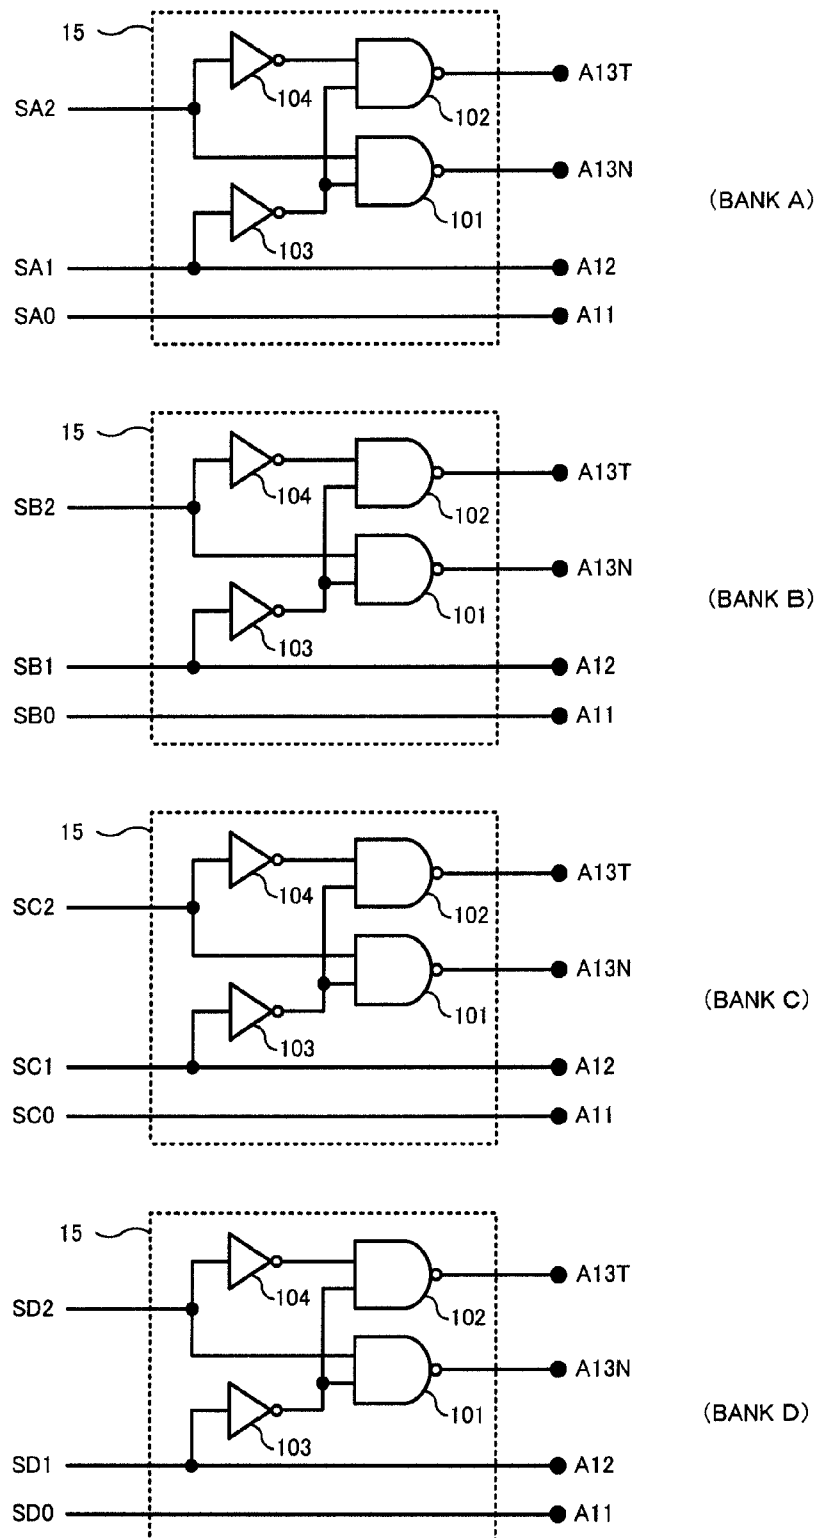 15
104
102
A13T
SA2
A13N
(BANK A)
103
101
SA1
A12
SA0
A11
15
104
102
A13T
SB2
A13N
(BANK B)
103
101
SB1
A12
SB0
A11
15
104
102
A13T
SC2
A13N
(BANK C)
103
101
SC1
A12
SC0
A11
15
104
102
A13T
SD2
A13N
(BANK D)
103
101
SD1
A12
SD0
A11